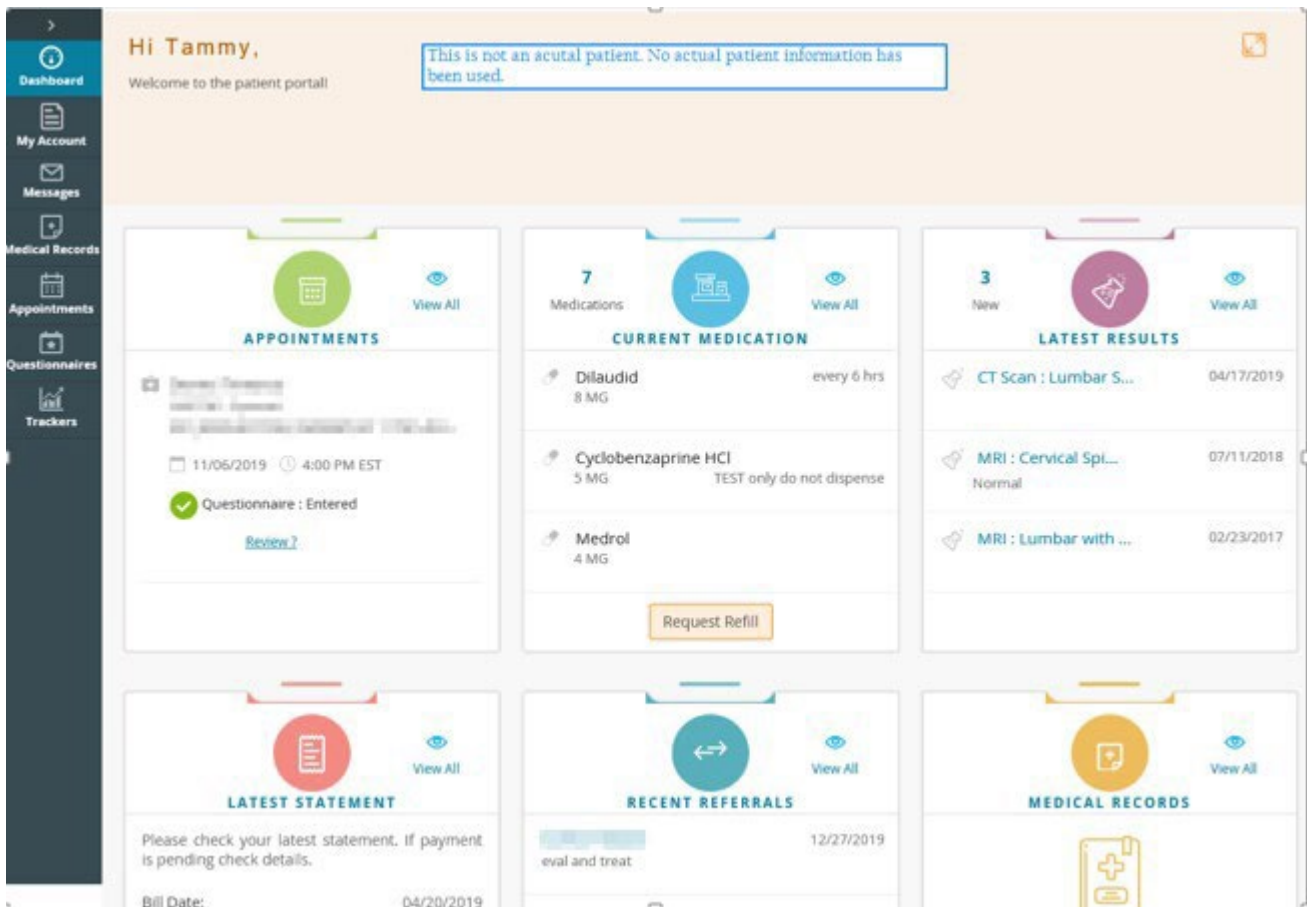 >
Dashboard
My Account
Messages
Medical Records
Appointments
Questionnaires
Trackers
Hi Tammy,
Welcome to the patient portal!
This is not an acutal patient. No actual patient information has
been used.
View All
APPOINTMENTS
11/06/2019 4:00 PM EST
Questionnaire : Entered
Review ?
7
Medications
View All
CURRENT MEDICATION
Dilaudid every 6 hrs
8 MG
Cyclobenzaprine HCl
5 MG TEST only do not dispense
Medrol
4 MG
Request Refill
3
New
View All
LATEST RESULTS
CT Scan : Lumbar S... 04/17/2019
MRI : Cervical Spi... 07/11/2018
Normal
MRI : Lumbar with ... 02/23/2017
View All
LATEST STATEMENT
Please check your latest statement. If payment
is pending check details.
Bill Date: 04/20/2019
View All
RECENT REFERRALS
12/27/2019
eval and treat
View All
MEDICAL RECORDS